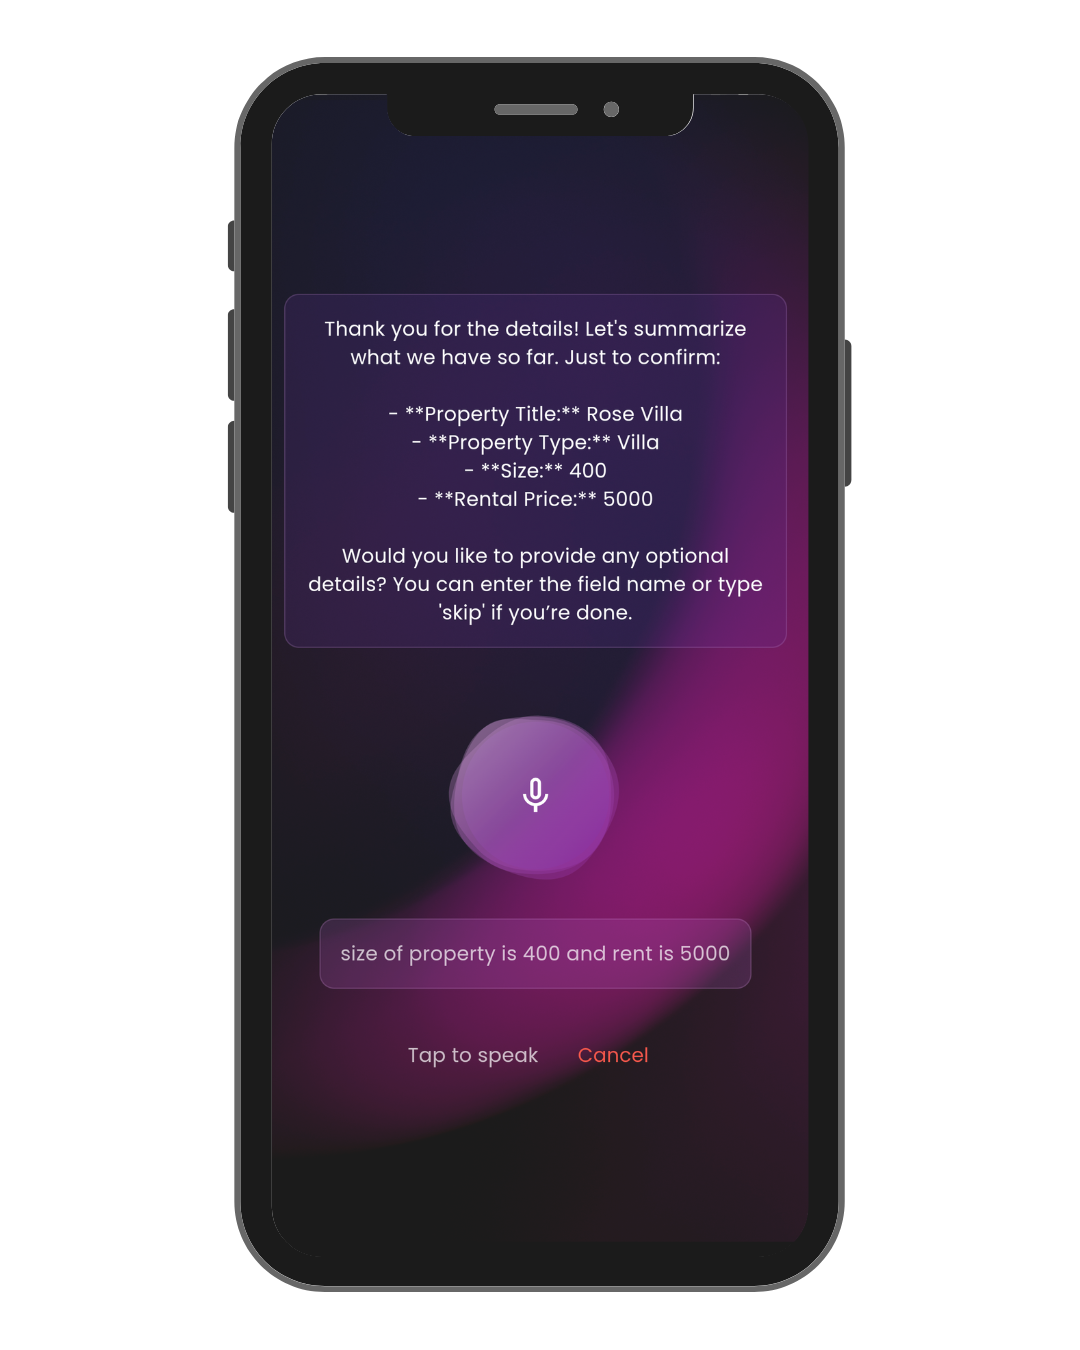 Thank you for the details! Let's summarize
what we have so far. Just to confirm:
- **Property Title:** Rose Villa
- **Property Type:** Villa
- **Size:** 400
- **Rental Price:** 5000
Would you like to provide any optional
details? You can enter the field name or type
'skip' if you’re done.
size of property is 400 and rent is 5000
Tap to speak Cancel